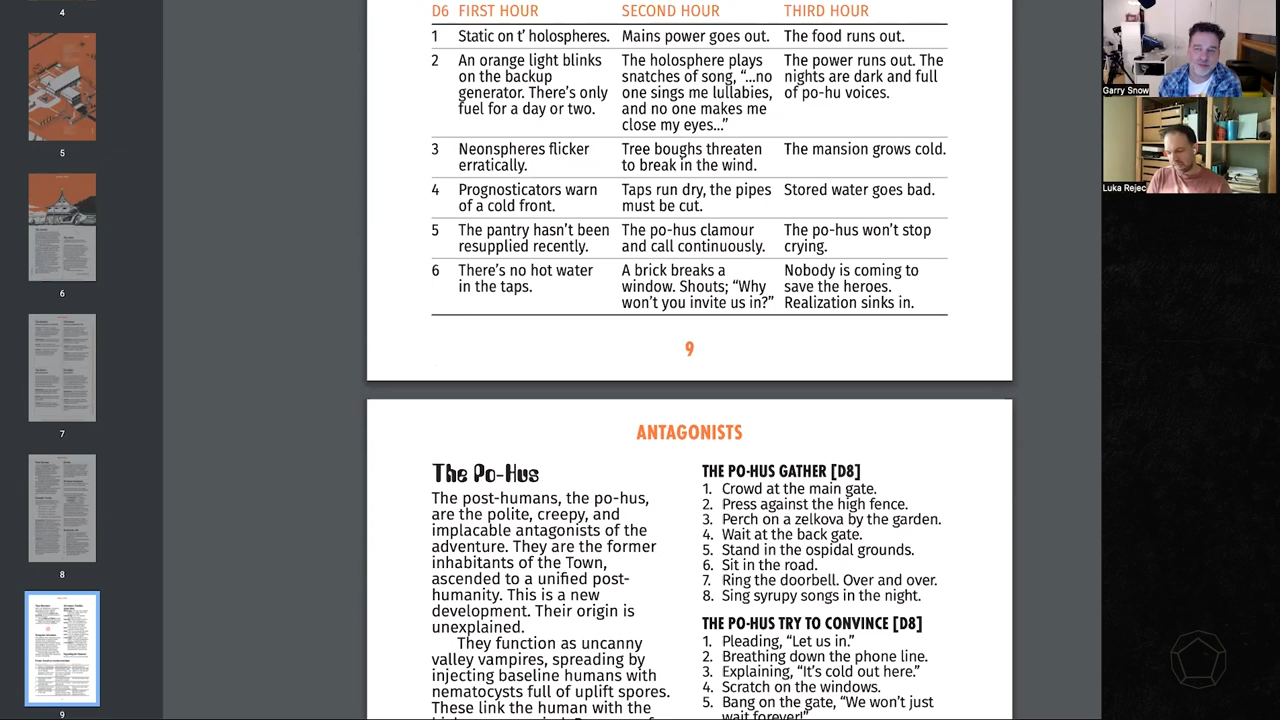 4
5
6
7
8
9
D6 FIRST HOUR SECOND HOUR THIRD HOUR
1 Static on t' holospheres. Mains power goes out. The food runs out.
2 An orange light blinks on the backup generator. There's only fuel for a day or two. The holosphere plays snatches of song, "...no one sings me lullabies, and no one makes me close my eyes..." The power runs out. The nights are dark and full of po-hu voices.
3 Neonspheres flicker erratically. Tree boughs threaten to break in the wind. The mansion grows cold.
4 Prognosticators warn of a cold front. Taps run dry, the pipes must be cut. Stored water goes bad.
5 The pantry hasn't been resupplied recently. The po-hus clamour and call continuously. The po-hus won't stop crying.
6 There's no hot water in the taps. A brick breaks a window. Shouts; "Why won't you invite us in?" Nobody is coming to save the heroes. Realization sinks in.
9
ANTAGONISTS
The Po-Hus
The post-humans, the po-hus,
are the polite, creepy, and
implacable antagonists of the
adventure. They are the former
inhabitants of the Town,
ascended to a unified post-
humanity. This is a new
development. Their origin is
unexplained.
They function as uncanny
valley zombies, spreading by
injecting baseline humans with
nematocysts full of uplift spores.
These link the human with the
THE PO-HUS GATHER [D8]
1. Crowd at the main gate.
2. Press against the high fence.
3. Perch on a zelkova by the garden.
4. Wait at the back gate.
5. Stand in the ospidal grounds.
6. Sit in the road.
7. Ring the doorbell. Over and over.
8. Sing syrupy songs in the night.
THE PO-HUS TRY TO CONVINCE [D8]
1. Knocking, "Let us in."
2. Breathing down the phone line.
3. Explaining, "It's cold out here."
4. Scratch on the windows.
5. Bang on the gate, "We won't just
wait forever!"
Garry Snow
Luka Rejec